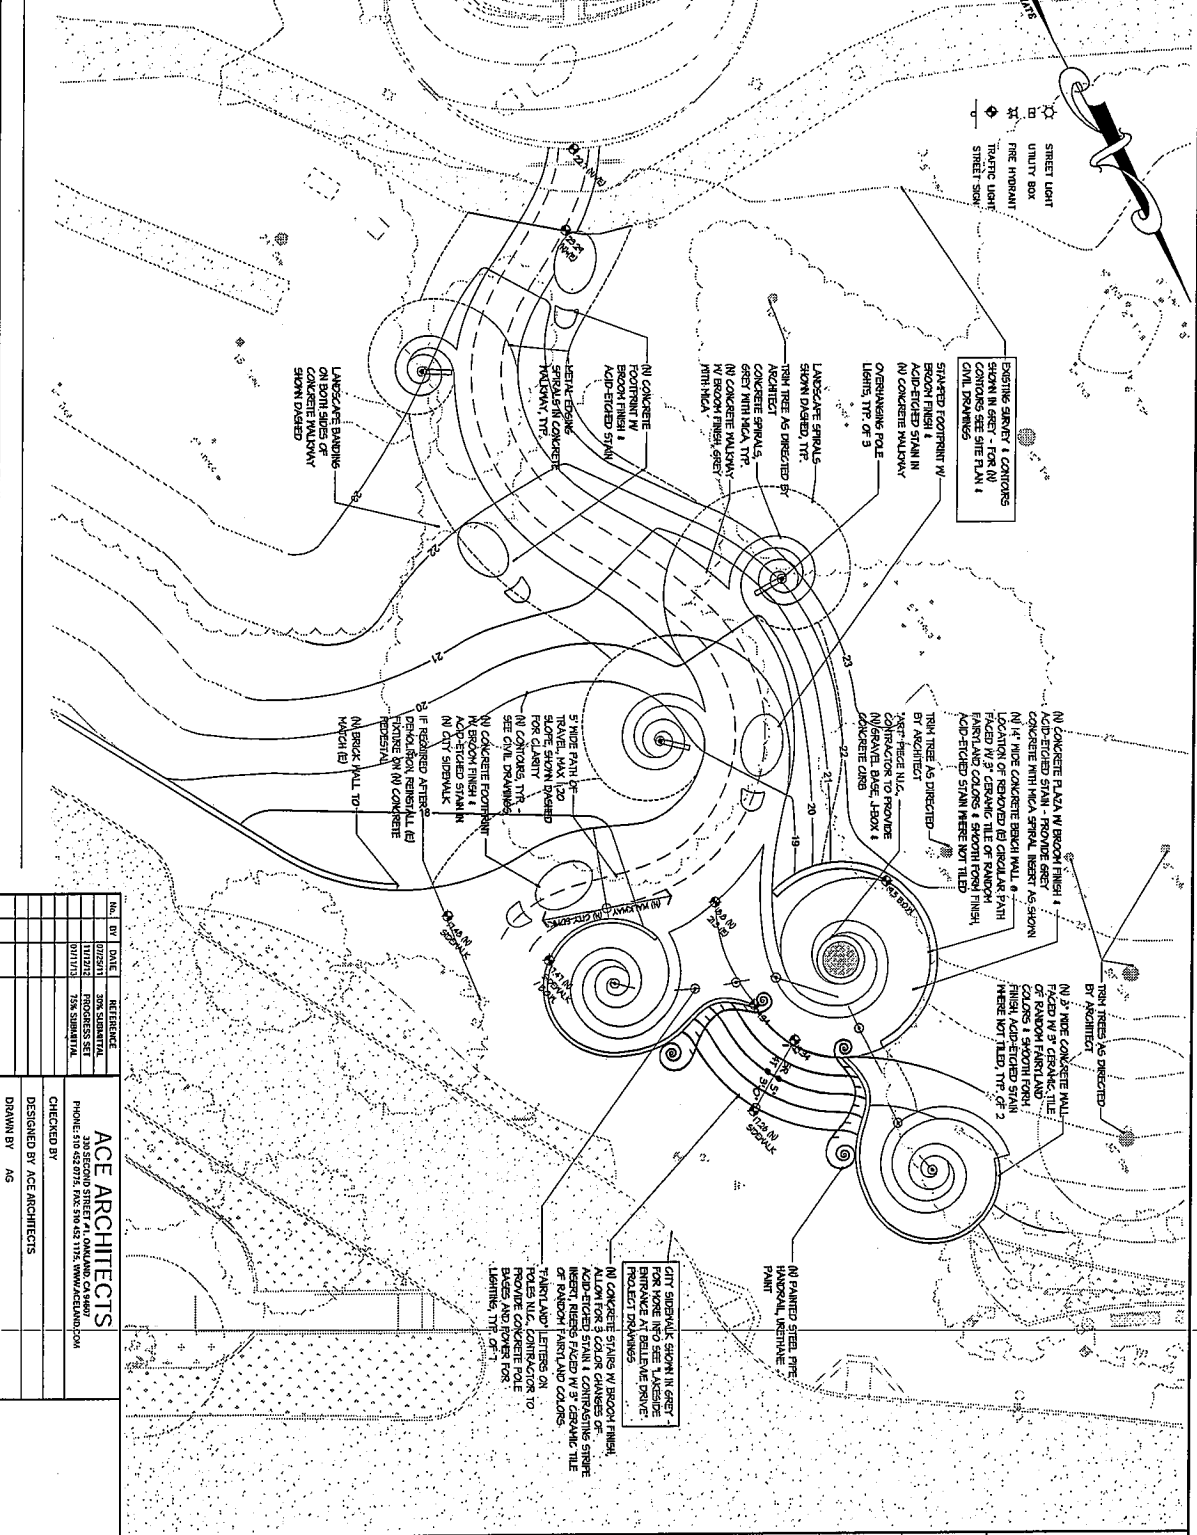 STREET LIGHT
UTILITY BOX
FIRE HYDRANT
TRAFFIC LIGHT
STREET SIGN
EXISTING SURVEY & CONTOURS
SHOWN IN GREY - FOR (N)
CONTOURS SEE SITE PLAN &
CIVIL DRAWINGS
STAMPED FOOTPRINT W/
BROOM FINISH &
ACID-ETCHED STAIN IN
(N) CONCRETE WALKWAY
OVERHANGING POLE
LIGHTS, TYP. OF 3
LANDSCAPE SPIRALS
SHOWN DASHED, TYP.
TRIM TREE AS DIRECTED BY
ARCHITECT
CONCRETE SPIRALS,
GREY WITH MICA, TYP.
(N) CONCRETE WALKWAY
W/ BROOM FINISH, GREY
WITH MICA
(N) CONCRETE
FOOTPRINT W/
BROOM FINISH &
ACID-ETCHED STAIN
METAL EDGING
SPIRALS IN CONCRETE
WALKWAY, TYP.
LANDSCAPE BANDING
ON BOTH SIDES OF
CONCRETE WALKWAY
SHOWN DASHED
(N) CONCRETE PLAZA W/ BROOM FINISH &
ACID-ETCHED STAIN - PROVIDE GREY
CONCRETE WITH MICA SPIRAL INSERT AS SHOWN
(N) 14" WIDE CONCRETE BENCH WALL @
LOCATION OF REMOVED (E) CIRCULAR PATH
FACED W/ 3" CERAMIC TILE OF RANDOM
FAIRYLAND COLORS & SMOOTH FORM FINISH,
ACID-ETCHED STAIN WHERE NOT TILED
TRIM TREE AS DIRECTED
BY ARCHITECT
"ART" PIECE N.I.C.,
CONTRACTOR TO PROVIDE
(N) GRAVEL BASE, J-BOX &
CONCRETE CURB
5' WIDE PATH OF
TRAVEL, MAX 1:20
SLOPE, SHOWN DASHED
FOR CLARITY
(N) CONTOURS, TYP. -
SEE CIVIL DRAWINGS
(N) CONCRETE FOOTPRINT
W/ BROOM FINISH &
ACID-ETCHED STAIN IN
(N) CITY SIDEWALK
IF REQUIRED AFTER
DEMOLITION, REINSTALL (E)
FIXTURE ON (N) CONCRETE
PEDESTAL
(N) BRICK WALL TO
MATCH (E)
TRIM TREES AS DIRECTED
BY ARCHITECT
(N) 8" WIDE CONCRETE WALL
FACED W/ 3" CERAMIC TILE
OF RANDOM FAIRYLAND
COLORS & SMOOTH FORM
FINISH, ACID-ETCHED STAIN
WHERE NOT TILED, TYP. OF 2
(N) PAINTED STEEL PIPE
HANDRAIL, URETHANE
PAINT
CITY SIDEWALK SHOWN IN GREY -
FOR MORE INFO SEE "LAKESIDE
ENTRANCE AT BELLEVUE DRIVE"
PROJECT DRAWINGS
(N) CONCRETE STAIRS W/ BROOM FINISH,
ALLOW FOR 3 COLOR CHANGES OF
ACID-ETCHED STAIN & CONTRASTING STRIPE
INSERT, RISERS FACED W/ 3" CERAMIC TILE
OF RANDOM FAIRYLAND COLORS
"FAIRYLAND" LETTERS ON
POLES N.I.C., CONTRACTOR TO
PROVIDE CONCRETE POLE
BASES AND POWER FOR
LIGHTING, TYP. OF 7
23
22
21
20
19
22
21
20
(N) WALKWAY
(N) CITY SIDEWALK
No. BY DATE REFERENCE
07/25/11 30% SUBMITTAL
11/12/12 PROGRESS SET
01/11/13 75% SUBMITTAL
ACE ARCHITECTS
330 SECOND STREET #1, OAKLAND, CA 94607
PHONE: 510 452 0775, FAX: 510 452 1175, WWW.ACELAND.COM
CHECKED BY
DESIGNED BY ACE ARCHITECTS
DRAWN BY AG